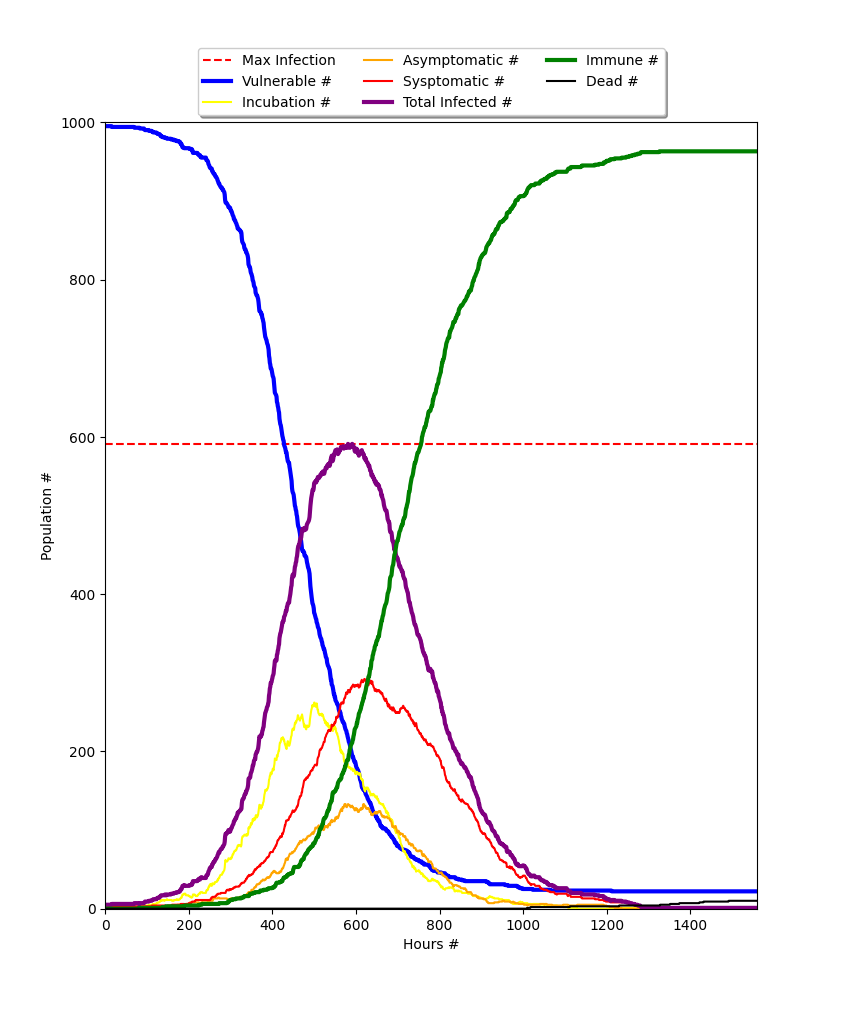 Max Infection Asymptomatic # Immune #
Vulnerable # Sysptomatic # Dead #
Incubation # Total Infected #
1000
800
600
400
200
0
Population #
0 200 400 600 800 1000 1200 1400
Hours #